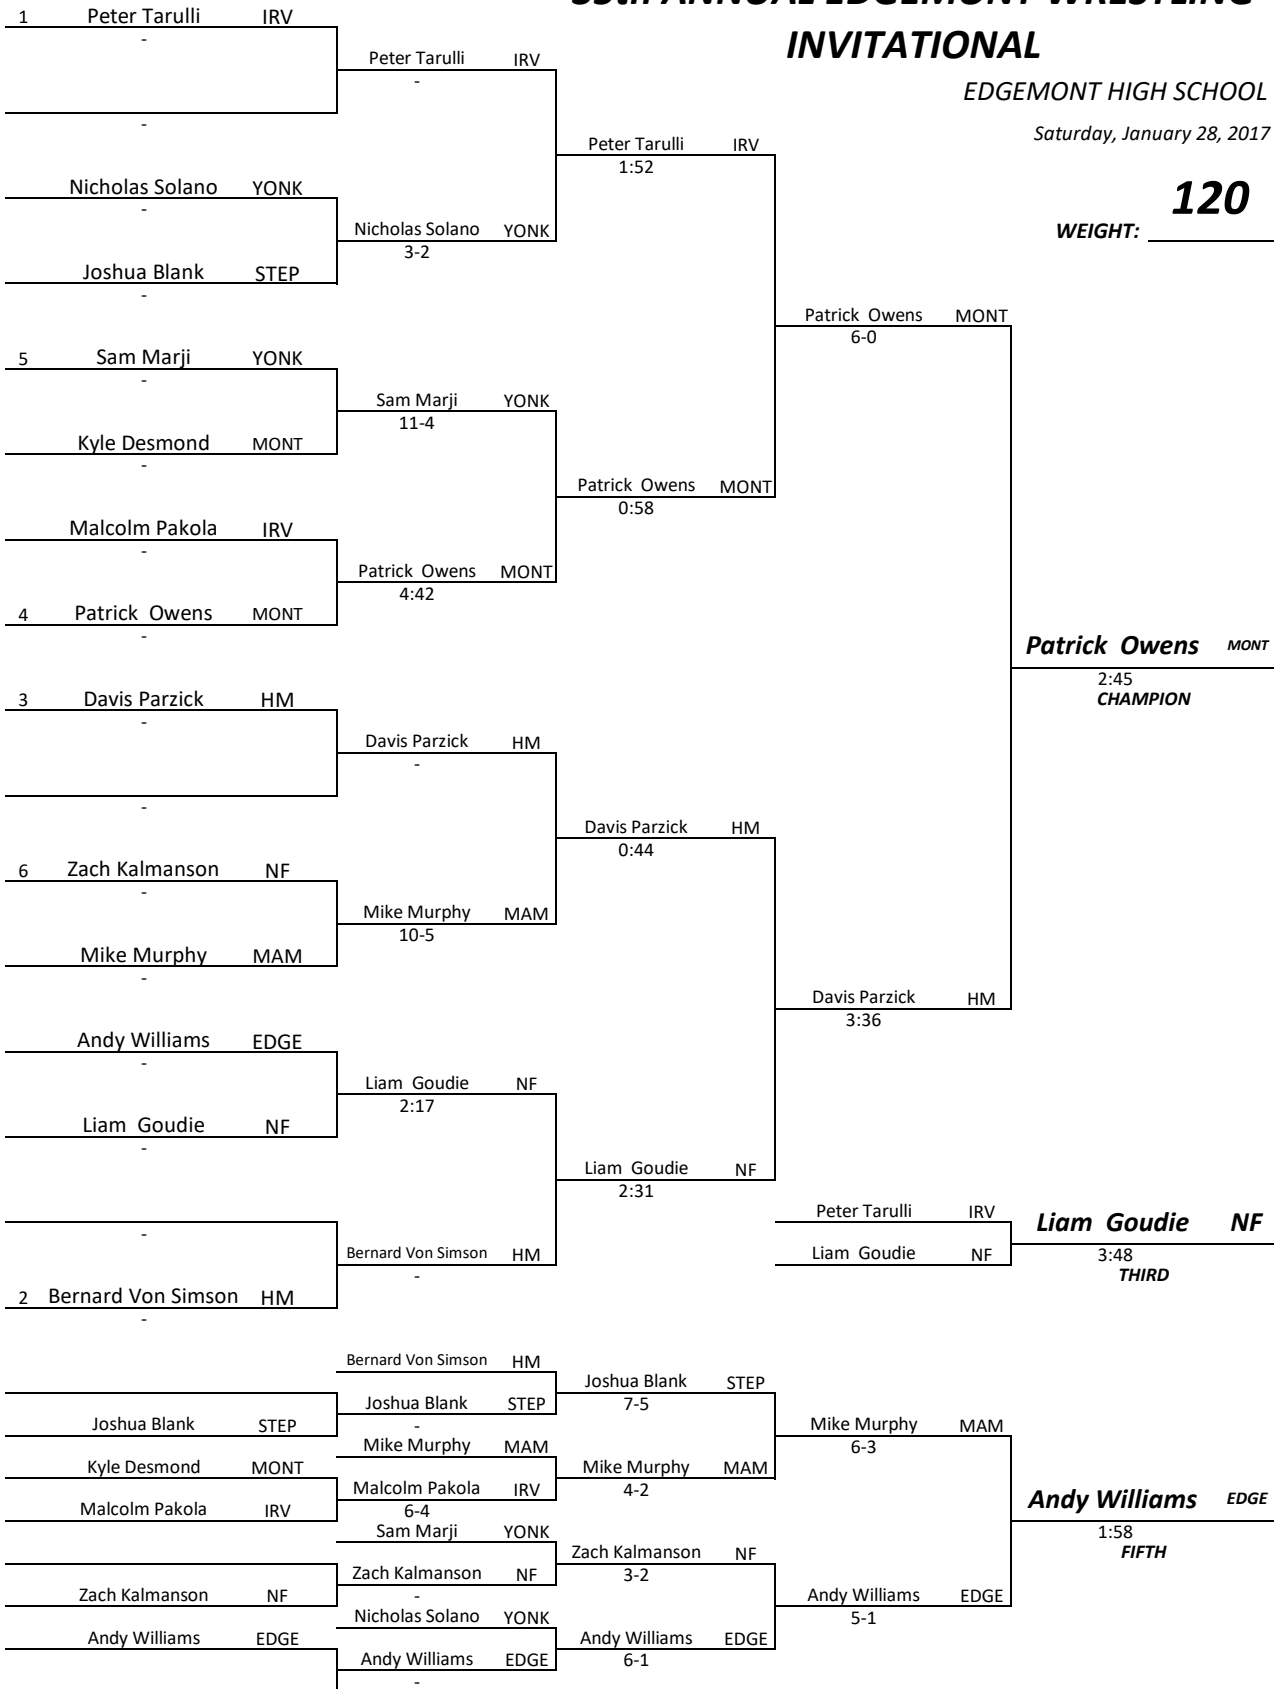 INVITATIONAL
EDGEMONT HIGH SCHOOL
Saturday, January 28, 2017
120
WEIGHT:
1 Peter Tarulli IRV
-
Peter Tarulli IRV
-
-
Peter Tarulli IRV
1:52
Nicholas Solano YONK
-
Nicholas Solano YONK
3-2
Joshua Blank STEP
-
Patrick Owens MONT
6-0
5 Sam Marji YONK
-
Sam Marji YONK
11-4
Kyle Desmond MONT
-
Patrick Owens MONT
0:58
Malcolm Pakola IRV
-
Patrick Owens MONT
4:42
4 Patrick Owens MONT
-
Patrick Owens MONT
2:45
CHAMPION
3 Davis Parzick HM
-
Davis Parzick HM
-
-
Davis Parzick HM
0:44
6 Zach Kalmanson NF
-
Mike Murphy MAM
10-5
Mike Murphy MAM
-
Davis Parzick HM
3:36
Andy Williams EDGE
-
Liam Goudie NF
2:17
Liam Goudie NF
-
Liam Goudie NF
2:31
-
Bernard Von Simson HM
-
2 Bernard Von Simson HM
-
Peter Tarulli IRV
Liam Goudie NF
Liam Goudie NF
3:48
THIRD
Bernard Von Simson HM
Joshua Blank STEP
7-5
Joshua Blank STEP
-
Joshua Blank STEP
Mike Murphy MAM
6-3
Mike Murphy MAM
Kyle Desmond MONT
Mike Murphy MAM
4-2
Malcolm Pakola IRV
6-4
Malcolm Pakola IRV
Andy Williams EDGE
1:58
FIFTH
Sam Marji YONK
Zach Kalmanson NF
3-2
Zach Kalmanson NF
-
Zach Kalmanson NF
Andy Williams EDGE
5-1
Nicholas Solano YONK
Andy Williams EDGE
Andy Williams EDGE
6-1
Andy Williams EDGE
-